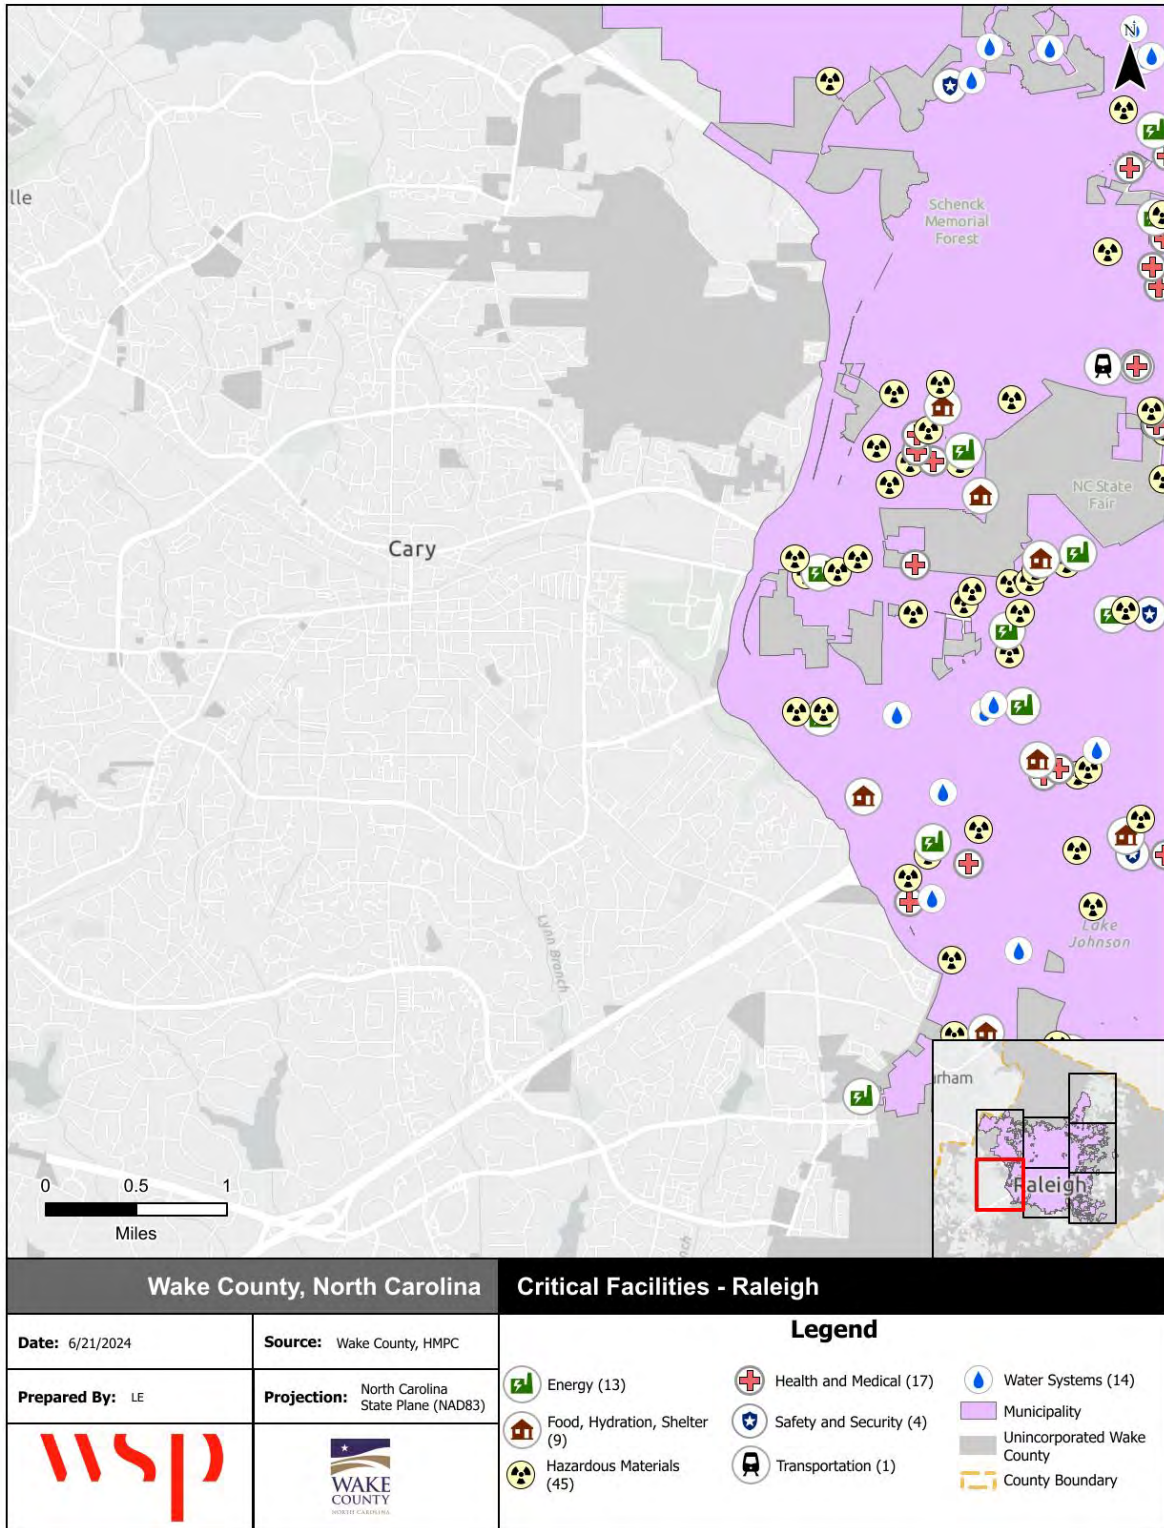 N
lle
Schenck
Memorial
Forest
NC State
Fair
Cary
Lynn Branch
Lake
Johnson
0 0.5 1
Miles
Raleigh
Wake County, North Carolina
Critical Facilities - Raleigh
Date: 6/21/2024
Source: Wake County, HMPC
Prepared By: LE
Projection: North Carolina
State Plane (NAD83)
wsp
WAKE
COUNTY
NORTH CAROLINA
Legend
Energy (13)
Food, Hydration, Shelter
(9)
Hazardous Materials
(45)
Health and Medical (17)
Safety and Security (4)
Transportation (1)
Water Systems (14)
Municipality
Unincorporated Wake
County
County Boundary